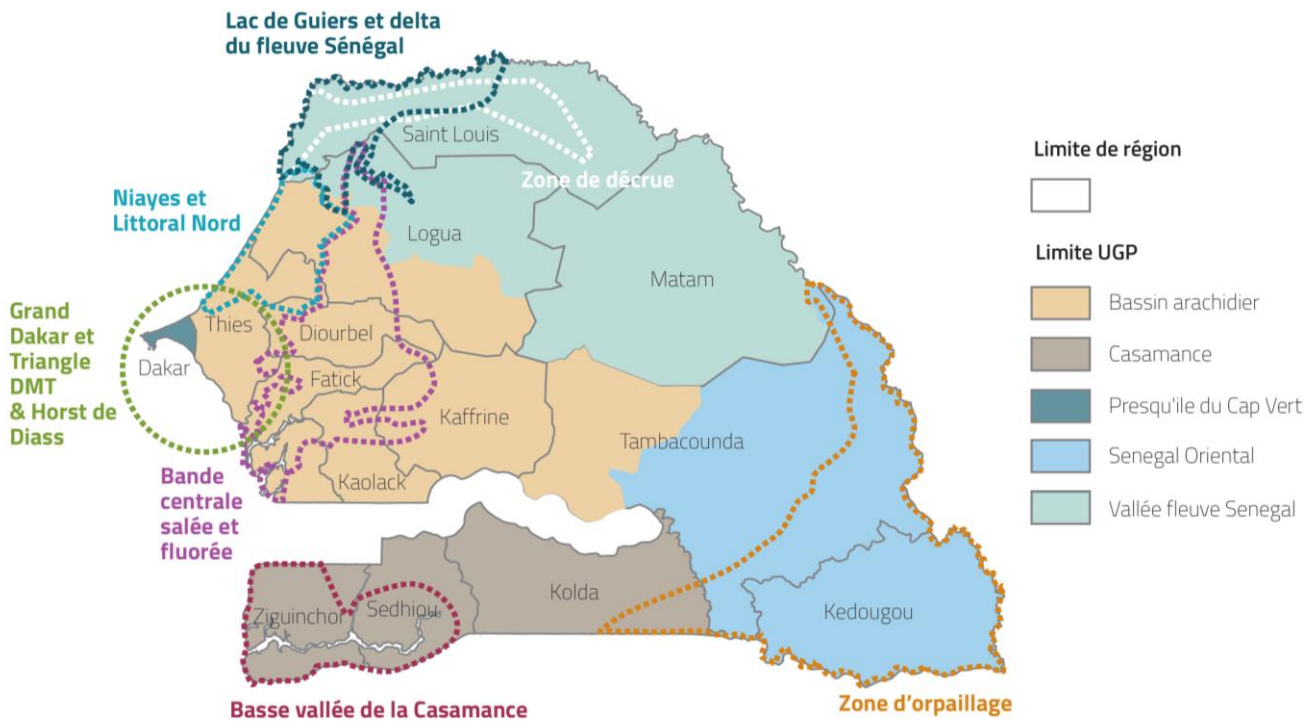 Lac de Guiers et delta
du fleuve Sénégal
Saint Louis
Zone de décrue
Niayes et
Littoral Nord
Logua
Matam
Grand
Dakar et
Triangle
DMT
& Horst de
Diass
Thies
Dakar
Diourbel
Fatick
Kaffrine
Tambacounda
Kaolack
Bande
centrale
salée et
fluorée
Ziguinchor
Sedhiou
Kolda
Kedougou
Basse vallée de la Casamance
Zone d'orpaillage
Limite de région
Limite UGP
Bassin arachidier
Casamance
Presqu'ile du Cap Vert
Senegal Oriental
Vallée fleuve Senegal